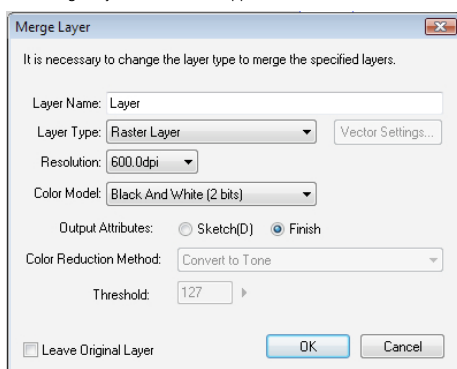 Merge Layer
It is necessary to change the layer type to merge the specified layers.
Layer Name: Layer
Layer Type: Raster Layer Vector Settings...
Resolution: 600.0dpi
Color Model: Black And White (2 bits)
Output Attributes: Sketch(D) Finish
Color Reduction Method: Convert to Tone
Threshold: 127
Leave Original Layer OK Cancel